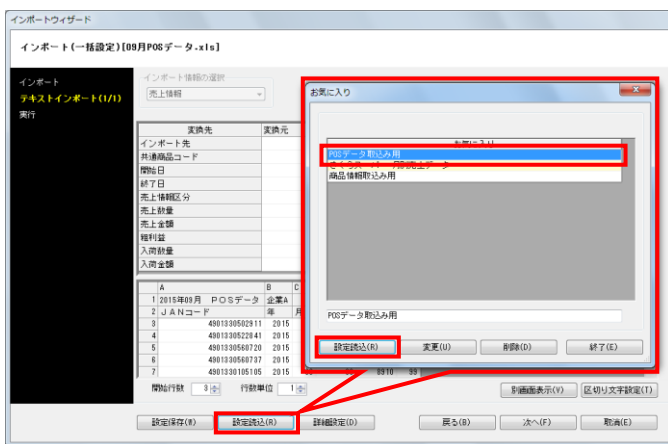 インポートウィザード
インポート(一括設定)[09月POSデータ.xls]
インポート
テキストインポート(1/1)
実行
インポート情報の選択
売上情報
変換先 変換元
インポート先
共通商品コード
開始日
終了日
売上情報区分
売上数量
売上金額
粗利益
入荷数量
入荷金額
A B C
1 2015年09月 POSデータ 企業A
2 JANコード 年 月
3 4901330502911 2015
4 4901330522841 2015
5 4901330560720 2015
6 4901330560737 2015
7 4901330105105 2015
開始行数 3 行数単位 1
別画面表示(V) 区切り文字設定(T)
設定保存(W) 設定読込(R) 詳細設定(D) 戻る(B) 次へ(F) 取消(E)
お気に入り
お気に入り
POSデータ取込み用
商品情報取込み用
POSデータ取込み用
設定読込(R) 変更(U) 削除(D) 終了(E)